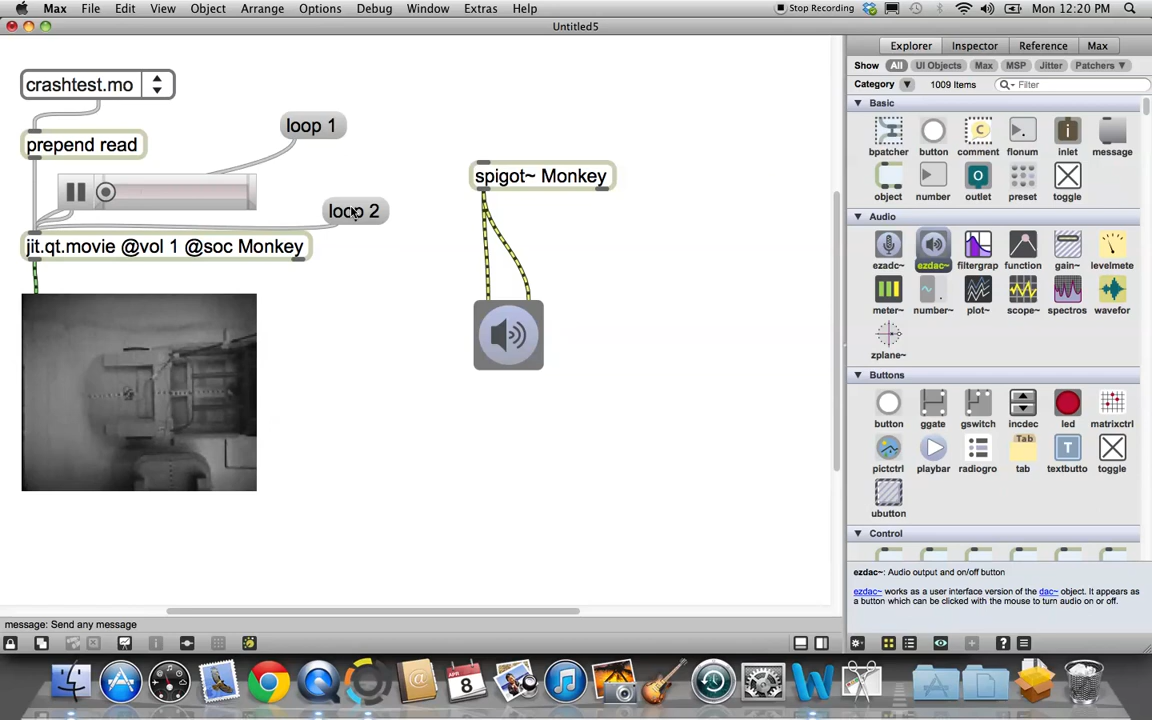 Max File Edit View Object Arrange Options Debug Window Extras Help Stop Recording Mon 12:20 PM
Untitled5
crashtest.mo
prepend read
loop 1
loop 2
jit.qt.movie @vol 1 @soc Monkey
spigot~ Monkey
message: Send any message
Explorer Inspector Reference Max
Show All UI Objects Max MSP Jitter Patchers ▼
Category 1009 Items Filter
Basic
bpatcher button comment flonum inlet message
object number outlet preset toggle
Audio
ezadc~ ezdac~ filtergrap function gain~ levelmete
meter~ number~ plot~ scope~ spectros wavefor
zplane~
Buttons
button ggate gswitch incdec led matrixctrl
Tab
T
pictctrl playbar radiogro tab textbutto toggle
ubutton
Control
ezdac~: Audio output and on/off button
ezdac~ works as a user interface version of the dac~ object. It appears as
a button which can be clicked with the mouse to turn audio on or off.
APR
8
W